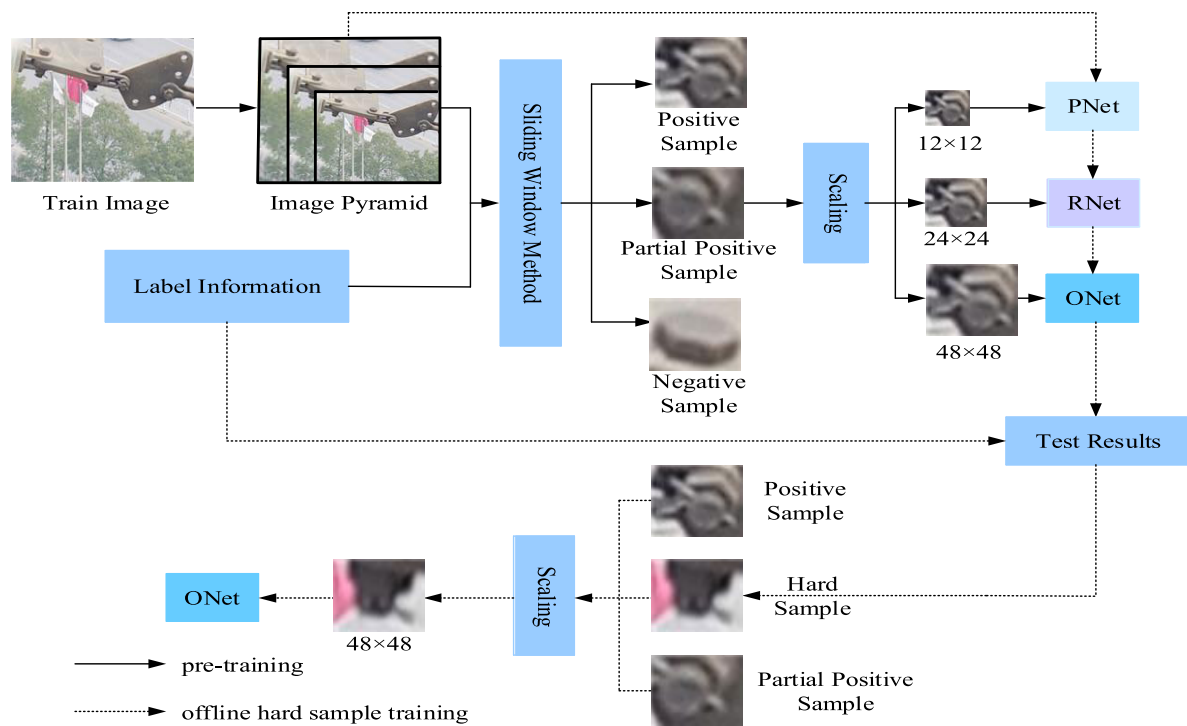 Train Image
Image Pyramid
Label Information
Sliding Window Method
Positive
Sample
Partial Positive
Sample
Negative
Sample
Scaling
12×12
24×24
48×48
PNet
RNet
ONet
Test Results
Positive
Sample
Hard
Sample
Partial Positive
Sample
Scaling
48×48
ONet
pre-training
offline hard sample training